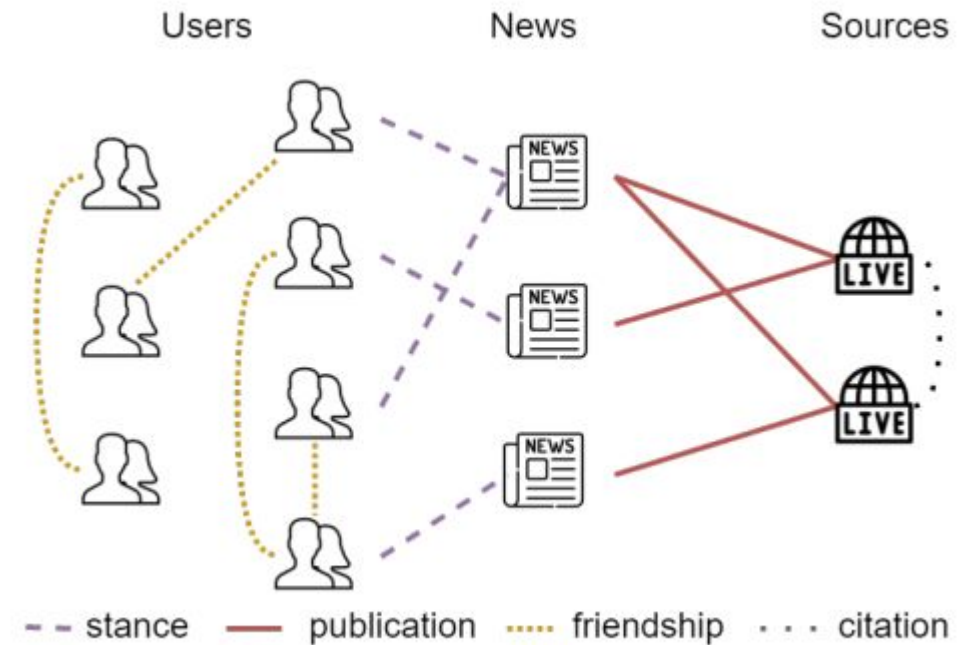 Users News Sources
NEWS
NEWS
LIVE
LIVE
NEWS
stance publication friendship citation